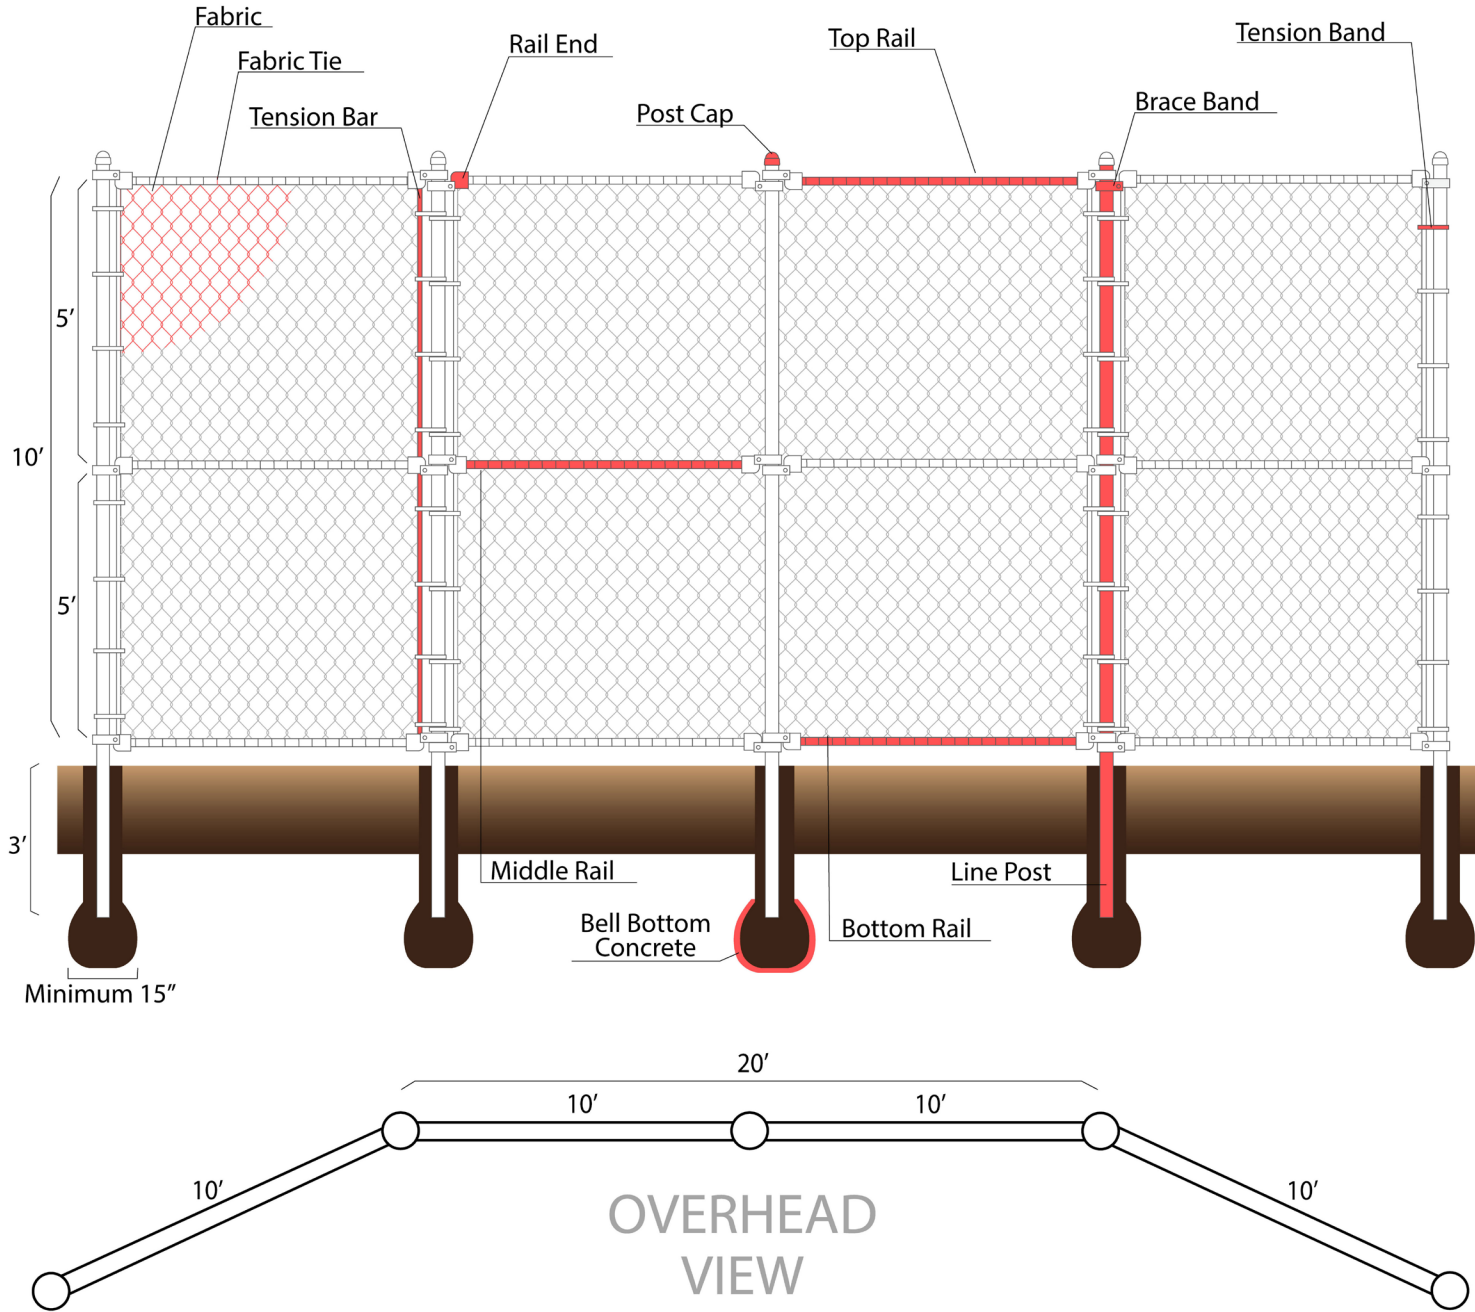 Fabric
Rail End
Top Rail
Tension Band
Fabric Tie
Tension Bar
Post Cap
Brace Band
5’
10’
5’
3’
Middle Rail
Line Post
Bell Bottom
Concrete
Bottom Rail
Minimum 15”
20’
10’
10’
10’
10’
OVERHEAD
VIEW